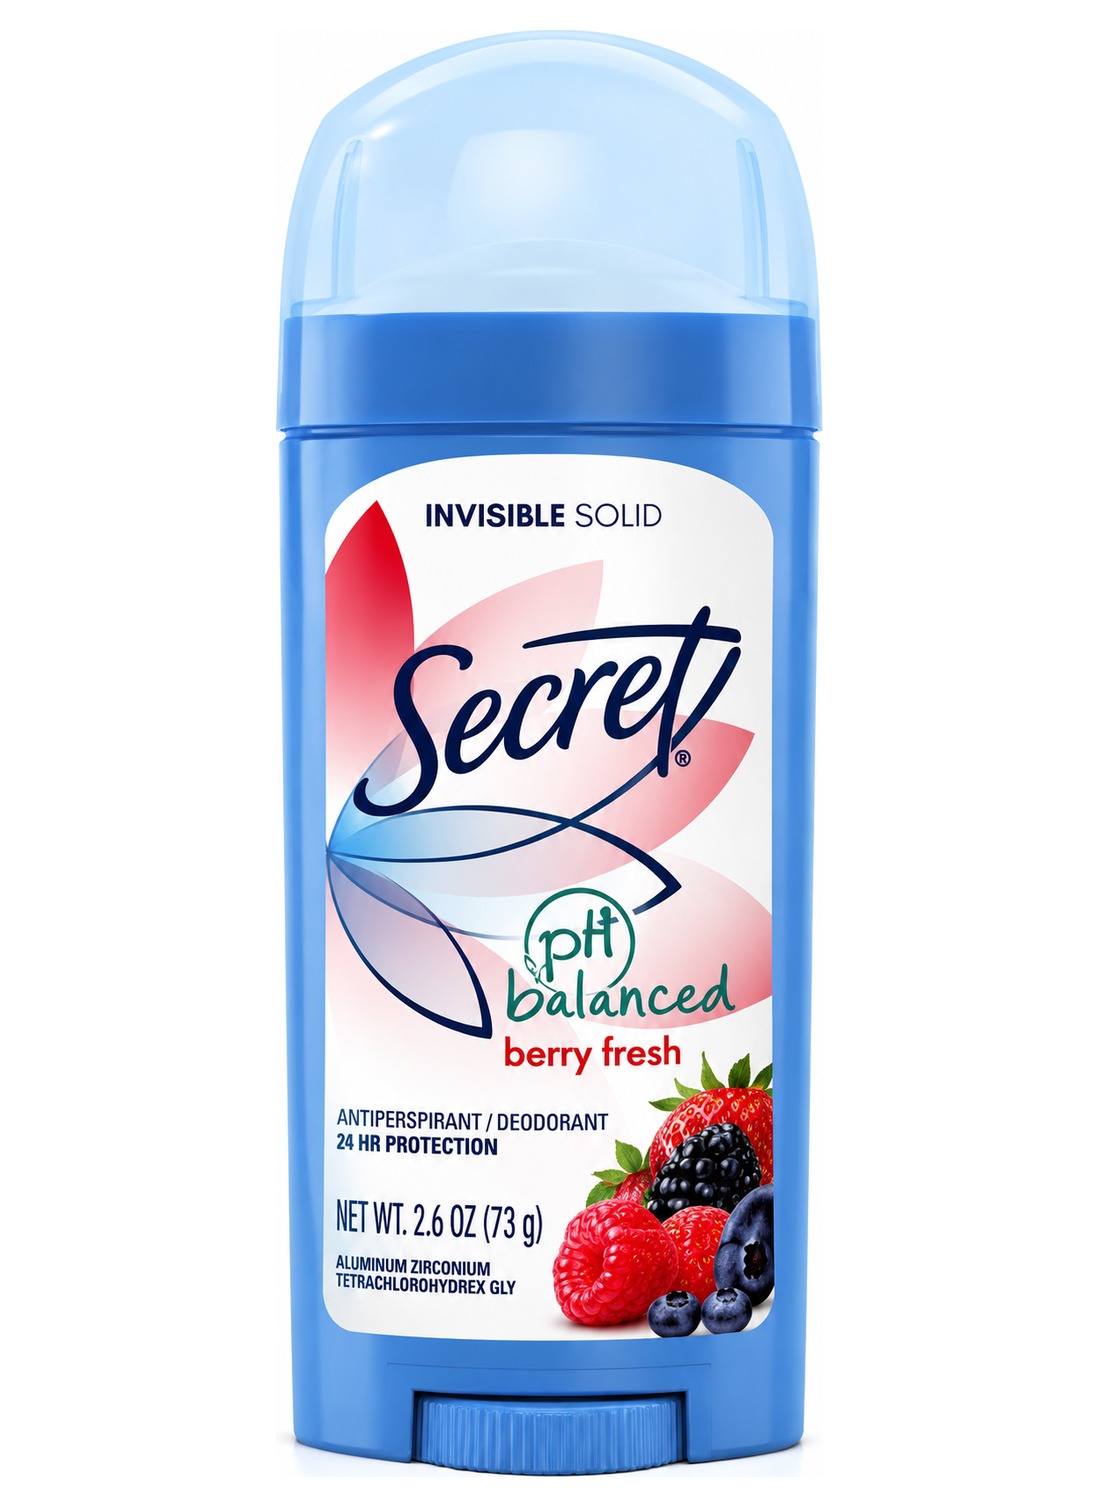 INVISIBLE SOLID
Secret®
pH
balanced
berry fresh
ANTIPERSPIRANT / DEODORANT
24 HR PROTECTION
NET WT. 2.6 OZ (73 g)
ALUMINUM ZIRCONIUM
TETRACHLOROHYDREX GLY